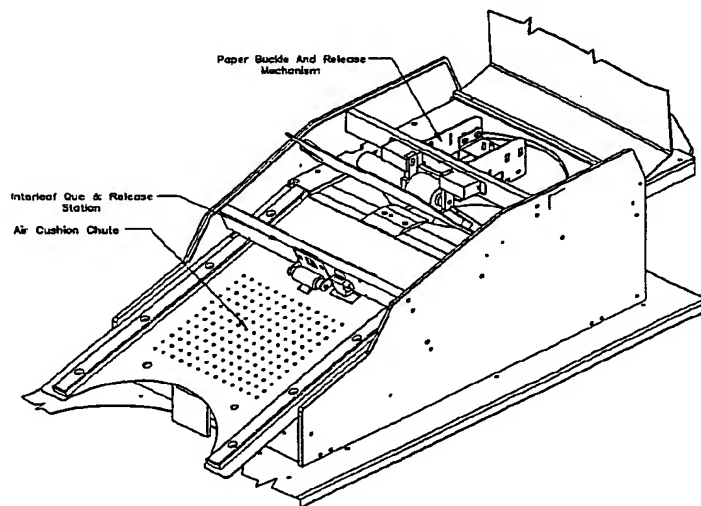 Paper Buckle And Release
Mechanism
Interleaf Que & Release
Station
Air Cushion Chute